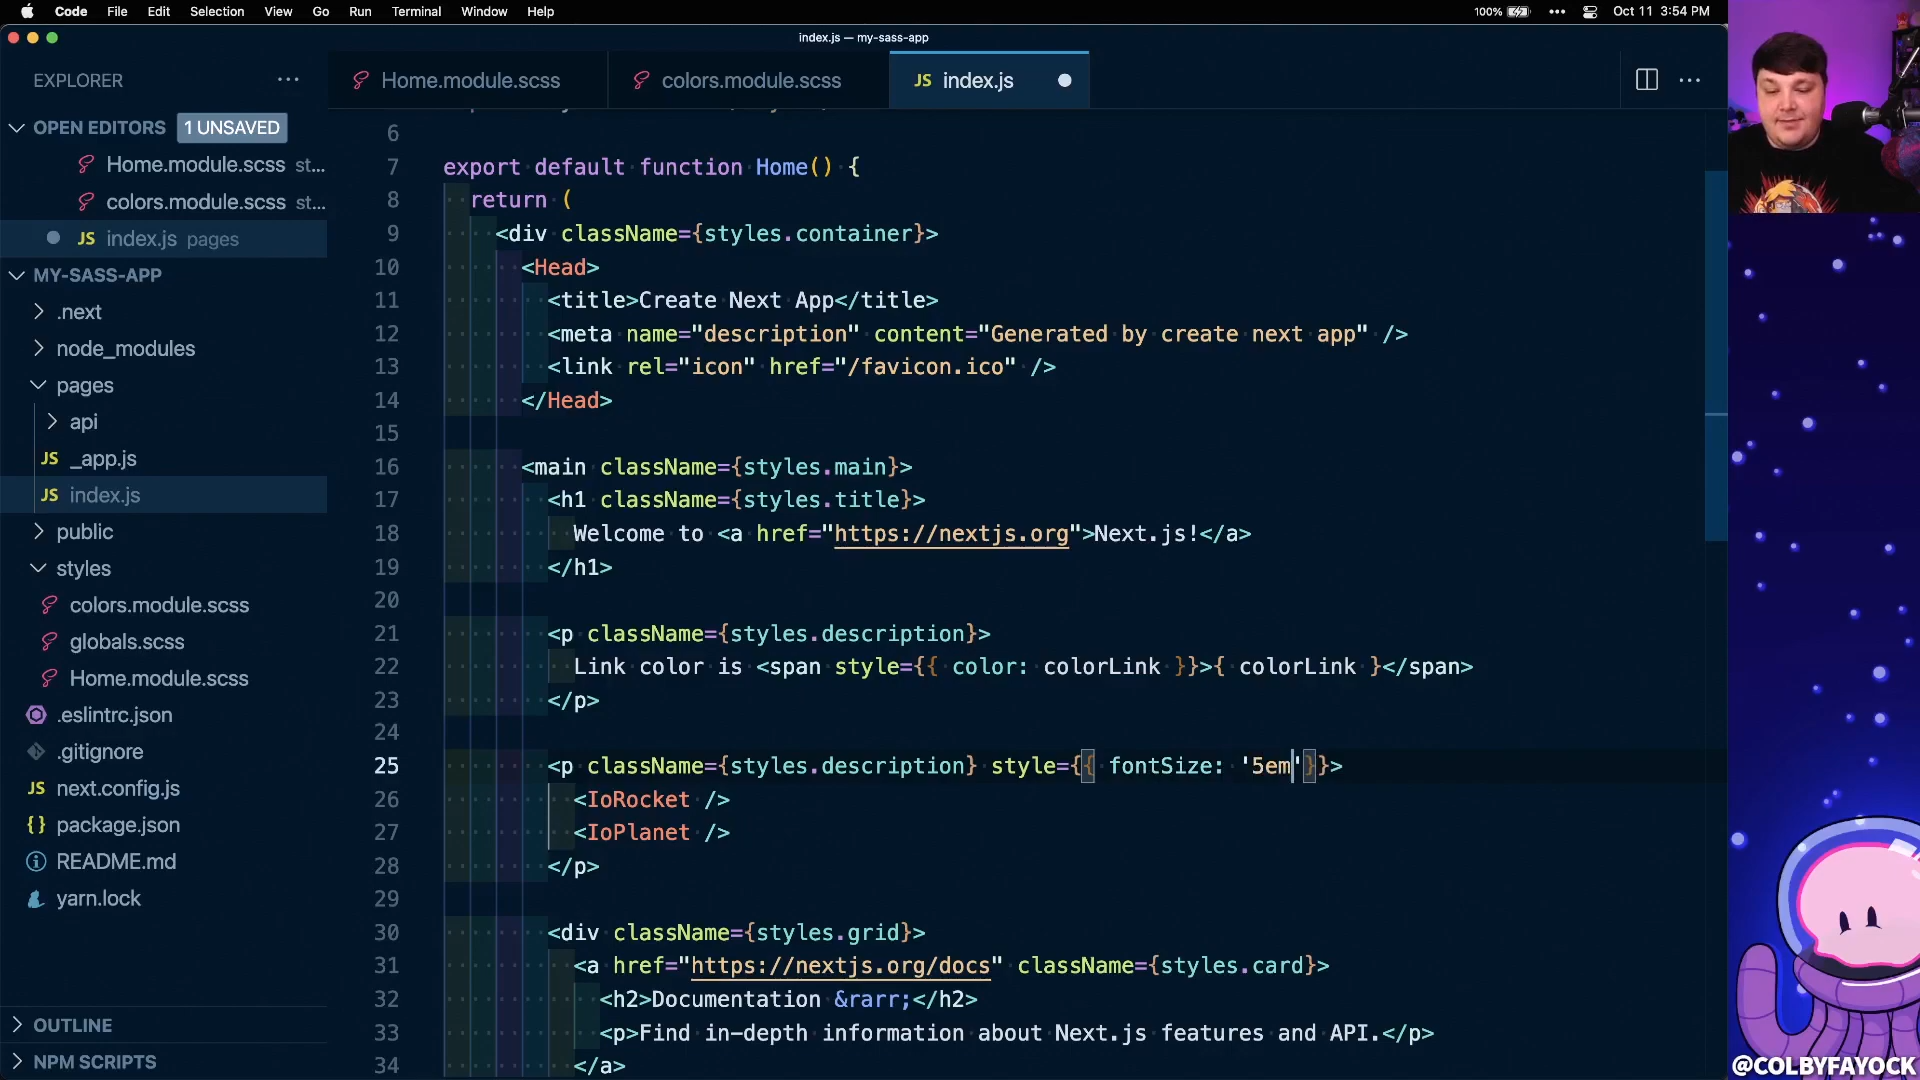 Code File Edit Selection View Go Run Terminal Window Help 100% Oct 11 3:54 PM
index.js — my-sass-app
EXPLORER
Home.module.scss colors.module.scss JS index.js
OPEN EDITORS 1 UNSAVED
Home.module.scss st...
colors.module.scss st...
JS index.js pages
MY-SASS-APP
.next
node_modules
pages
api
JS _app.js
JS index.js
public
styles
colors.module.scss
globals.scss
Home.module.scss
.eslintrc.json
.gitignore
JS next.config.js
{} package.json
README.md
yarn.lock
OUTLINE
NPM SCRIPTS
6
7 export default function Home() {
8 return (
9 <div className={styles.container}>
10 <Head>
11 <title>Create Next App</title>
12 <meta name="description" content="Generated by create next app" />
13 <link rel="icon" href="/favicon.ico" />
14 </Head>
15
16 <main className={styles.main}>
17 <h1 className={styles.title}>
18 Welcome to <a href="https://nextjs.org">Next.js!</a>
19 </h1>
20
21 <p className={styles.description}>
22 Link color is <span style={{ color: colorLink }}>{ colorLink }</span>
23 </p>
24
25 <p className={styles.description} style={{ fontSize: '5em'}}>
26 <IoRocket />
27 <IoPlanet />
28 </p>
29
30 <div className={styles.grid}>
31 <a href="https://nextjs.org/docs" className={styles.card}>
32 <h2>Documentation &rarr;</h2>
33 <p>Find in-depth information about Next.js features and API.</p>
34 </a>
@COLBYFAYOCK